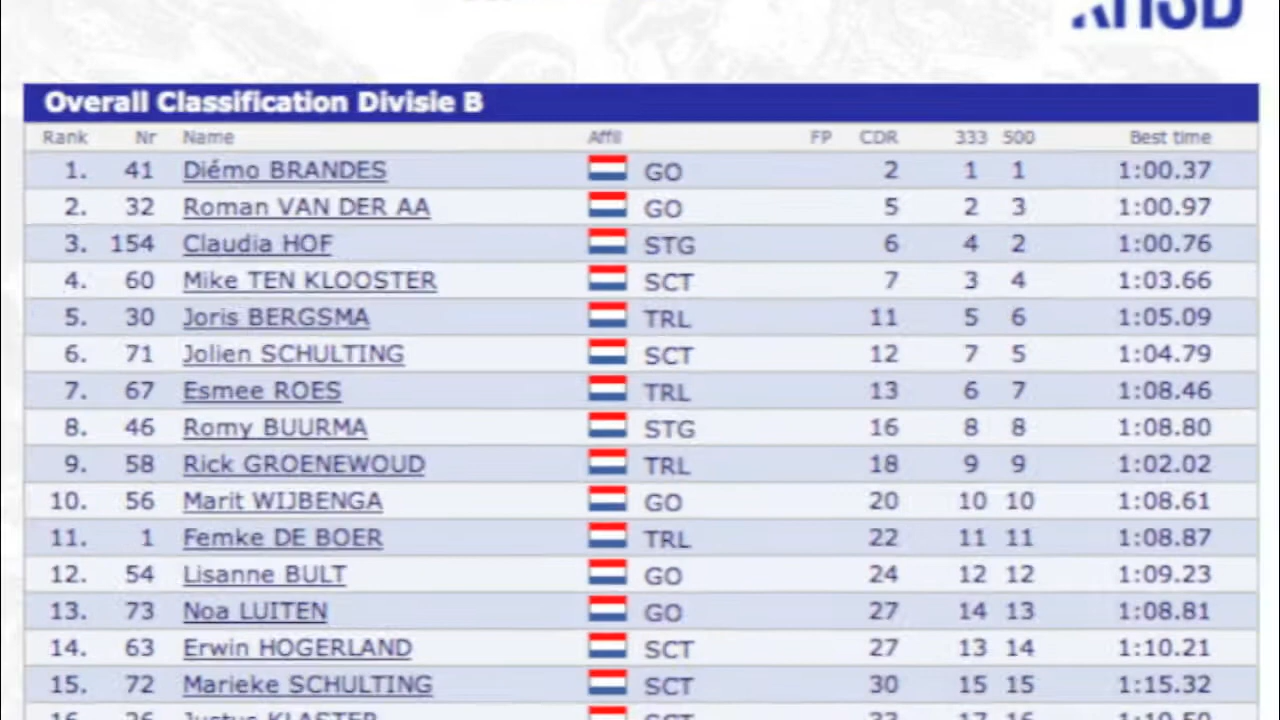 Overall Classification Divisie B
Rank Nr Name Affil FP CDR 333 500 Best time
1. 41 Diémo BRANDES GO 2 1 1 1:00.37
2. 32 Roman VAN DER AA GO 5 2 3 1:00.97
3. 154 Claudia HOF STG 6 4 2 1:00.76
4. 60 Mike TEN KLOOSTER SCT 7 3 4 1:03.66
5. 30 Joris BERGSMA TRL 11 5 6 1:05.09
6. 71 Jolien SCHULTING SCT 12 7 5 1:04.79
7. 67 Esmee ROES TRL 13 6 7 1:08.46
8. 46 Romy BUURMA STG 16 8 8 1:08.80
9. 58 Rick GROENEWOUD TRL 18 9 9 1:02.02
10. 56 Marit WIJBENGA GO 20 10 10 1:08.61
11. 1 Femke DE BOER TRL 22 11 11 1:08.87
12. 54 Lisanne BULT GO 24 12 12 1:09.23
13. 73 Noa LUITEN GO 27 14 13 1:08.81
14. 63 Erwin HOGERLAND SCT 27 13 14 1:10.21
15. 72 Marieke SCHULTING SCT 30 15 15 1:15.32